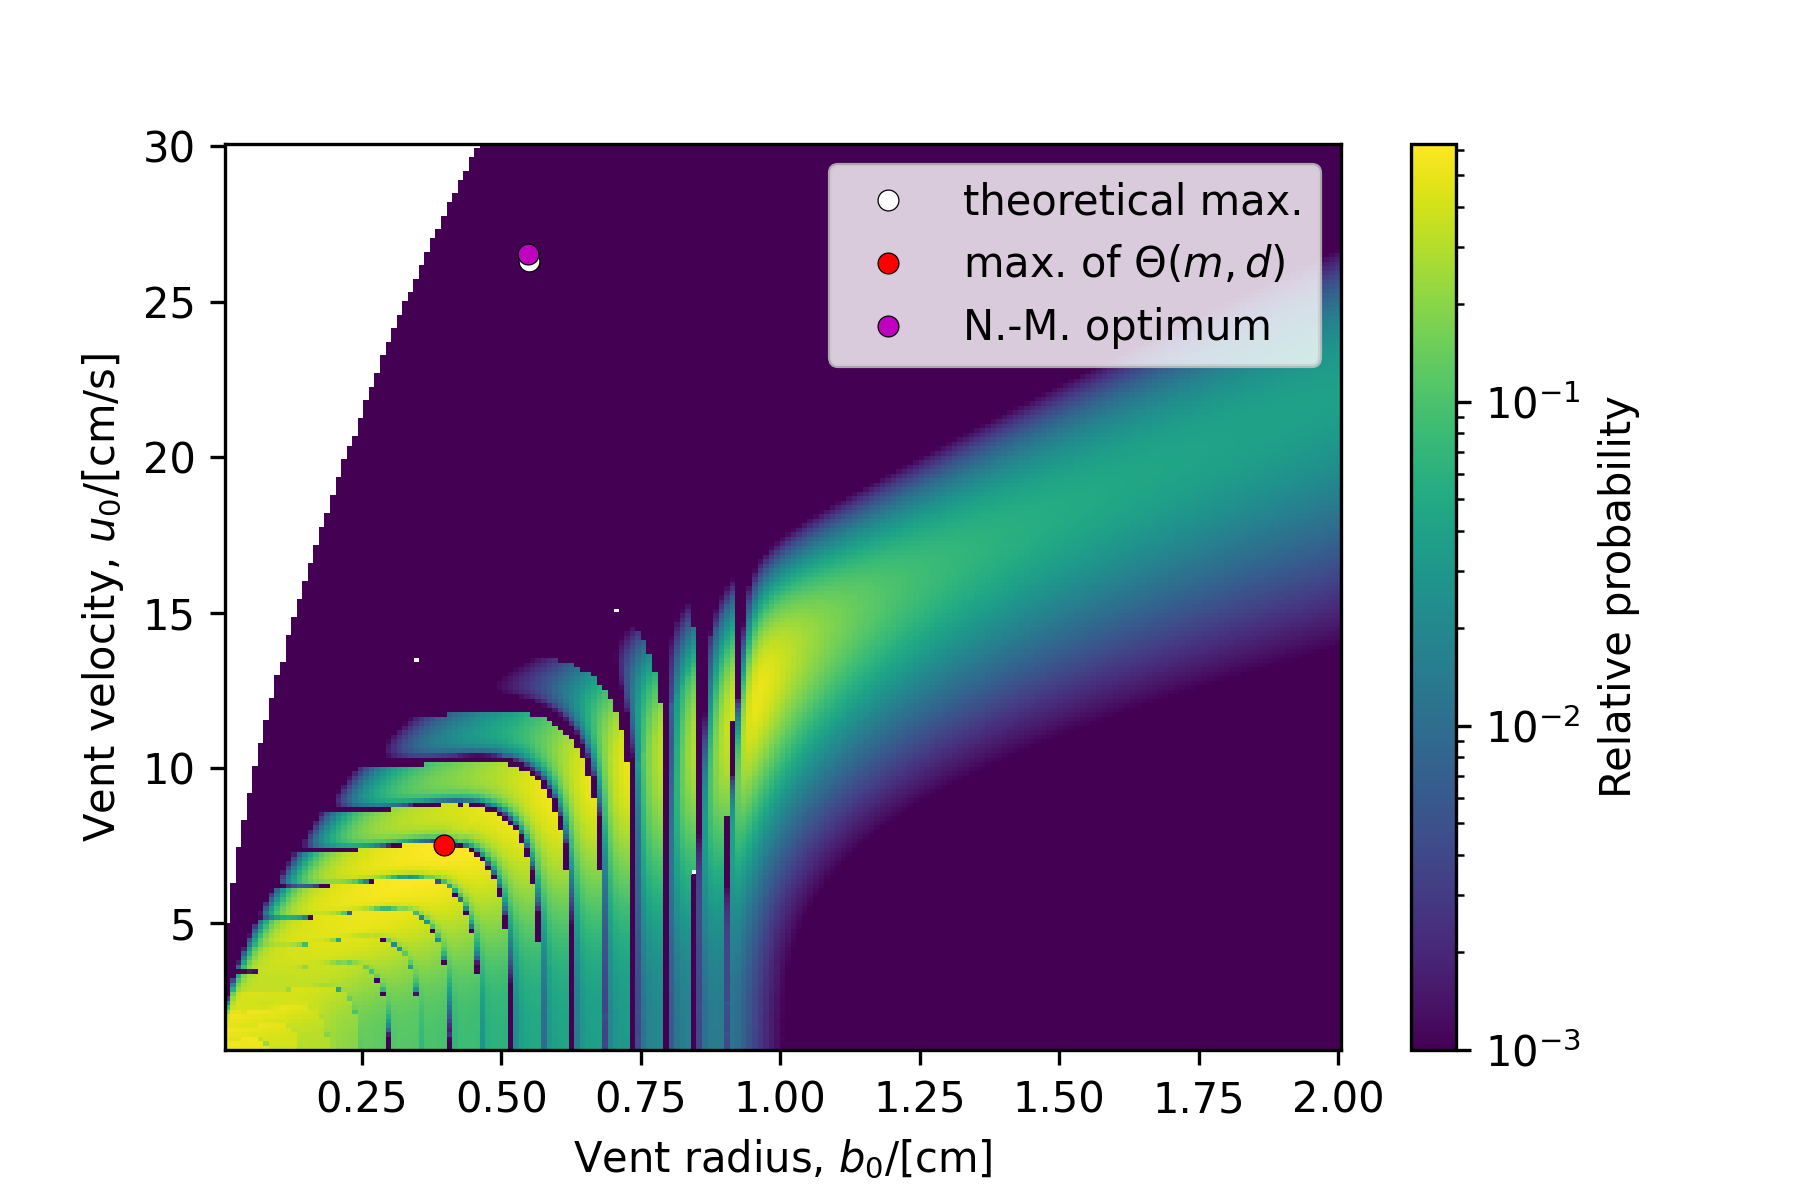 30
25
20
15
10
5
Vent velocity, u₀/[cm/s]
theoretical max.
max. of Θ(m, d)
N.-M. optimum
0.25 0.50 0.75 1.00 1.25 1.50 1.75 2.00
Vent radius, b₀/[cm]
10⁻¹
10⁻²
10⁻³
Relative probability